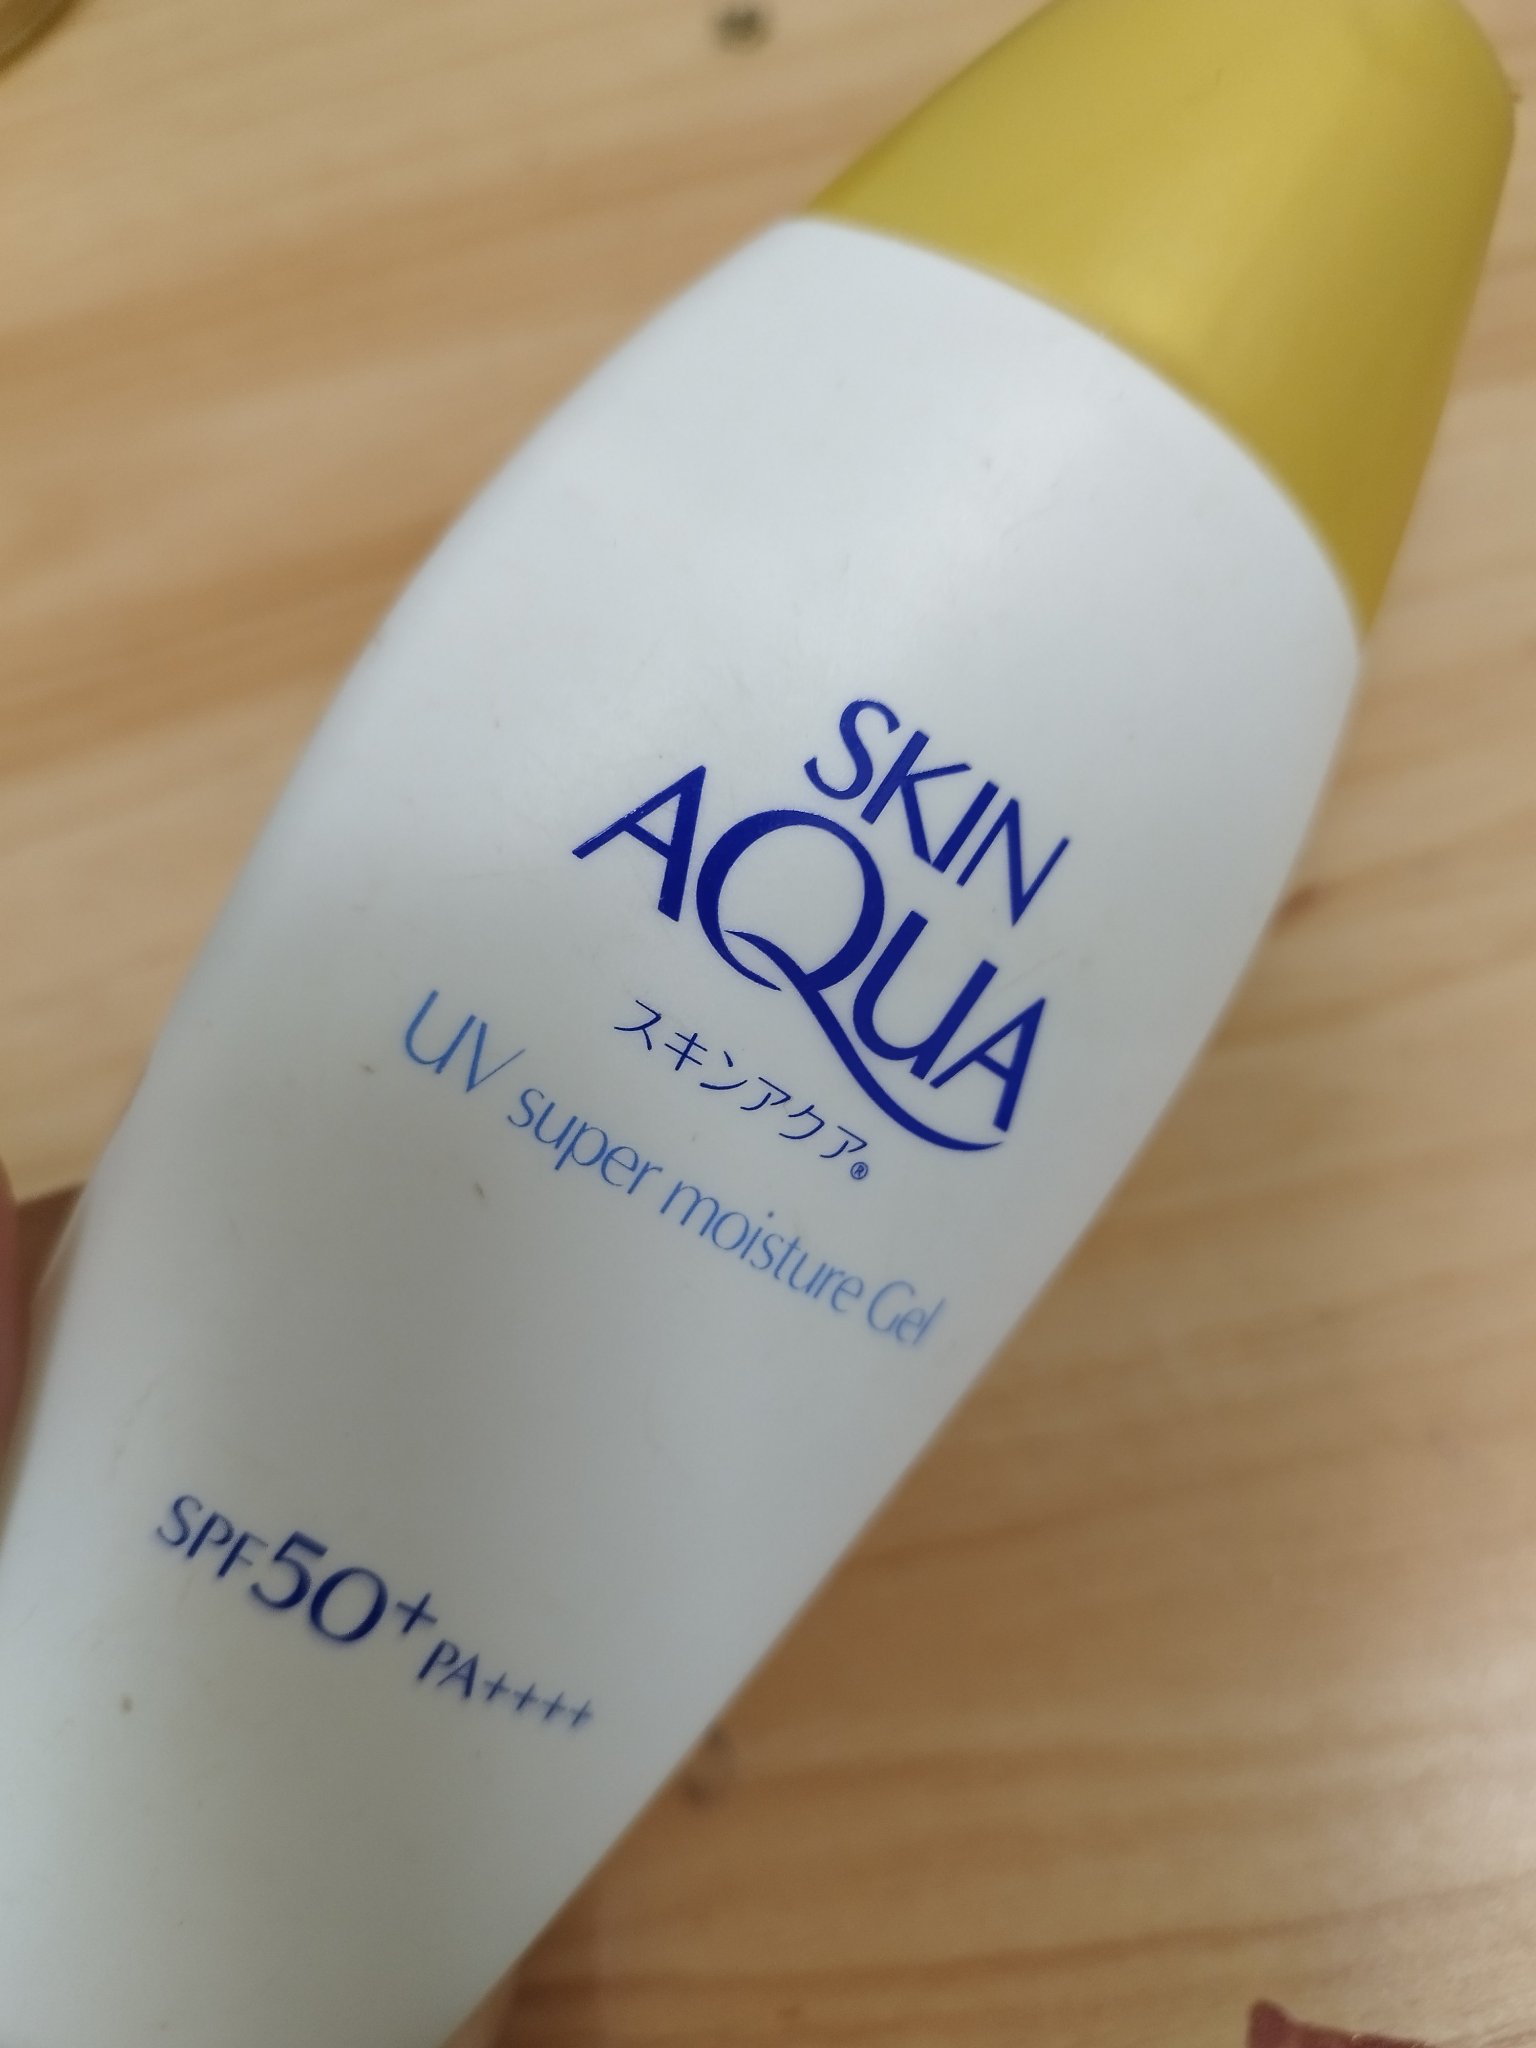 SKIN
AQUA
スキンアクア®
UV super moisture Gel
SPF50+ PA++++